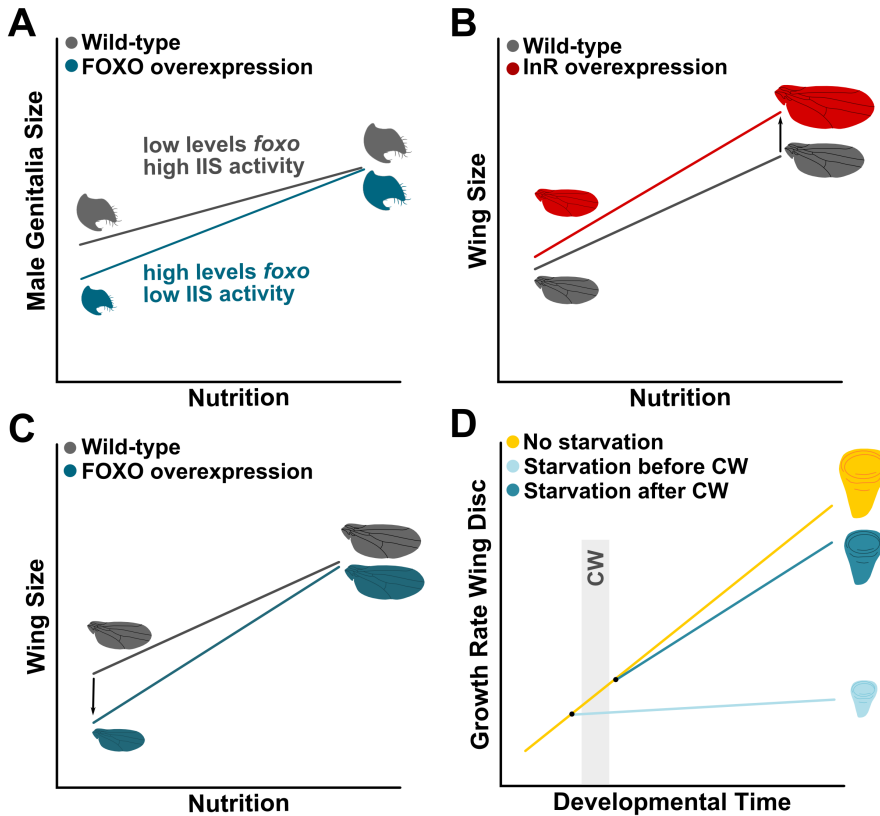 A
Wild-type
FOXO overexpression
Male Genitalia Size
low levels foxo
high IIS activity
high levels foxo
low IIS activity
Nutrition
B
Wild-type
InR overexpression
Wing Size
Nutrition
C
Wild-type
FOXO overexpression
Wing Size
Nutrition
D
No starvation
Starvation before CW
Starvation after CW
Growth Rate Wing Disc
CW
Developmental Time